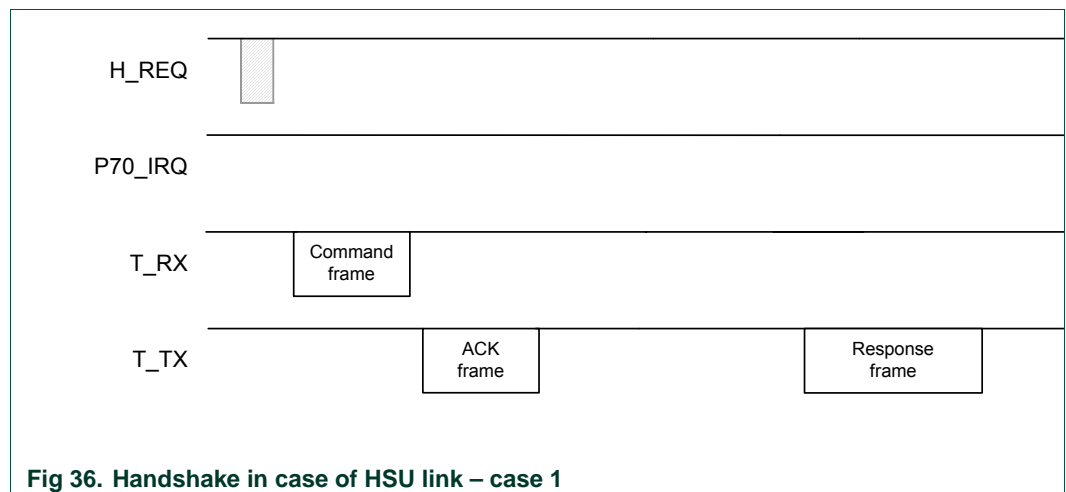 H_REQ
P70_IRQ
T_RX
Command
frame
T_TX
ACK
frame
Response
frame
Fig 36. Handshake in case of HSU link – case 1